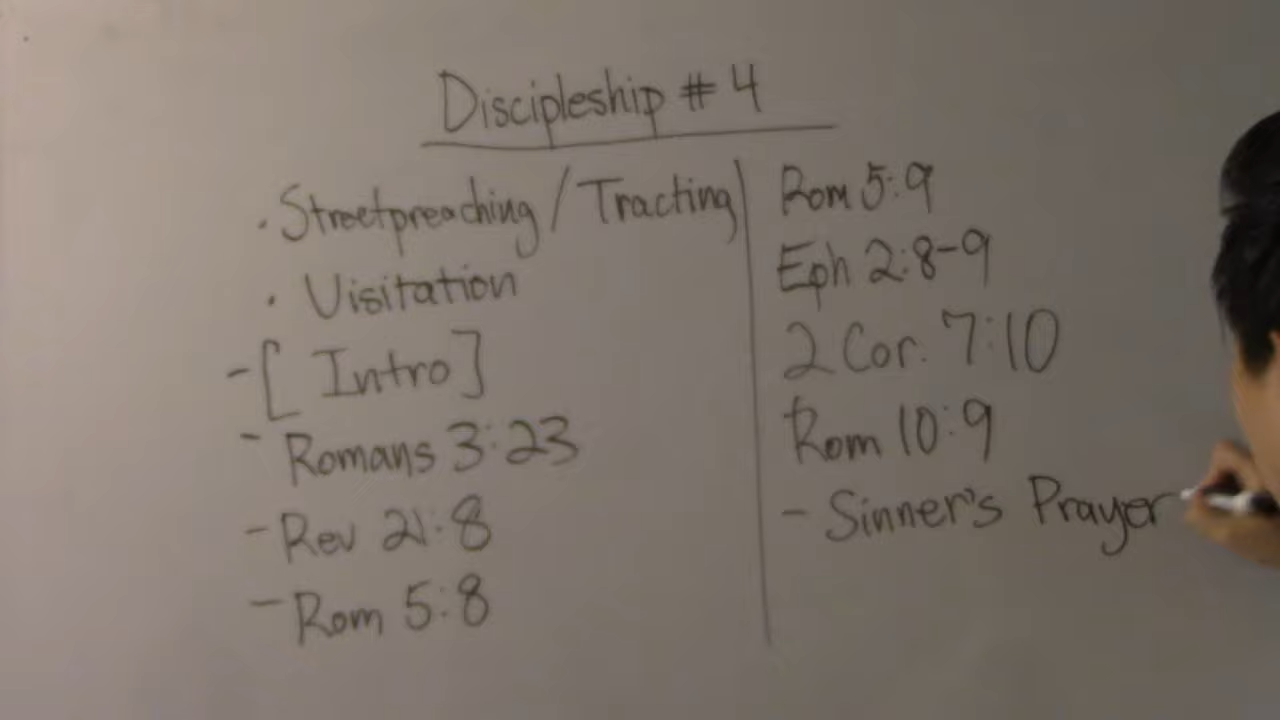 Discipleship # 4
· Streetpreaching / Tracting
· Visitation
- [ Intro ]
- Romans 3:23
- Rev 21:8
- Rom 5:8
Rom 5:9
Eph 2:8-9
2 Cor. 7:10
Rom 10:9
- Sinner's Prayer